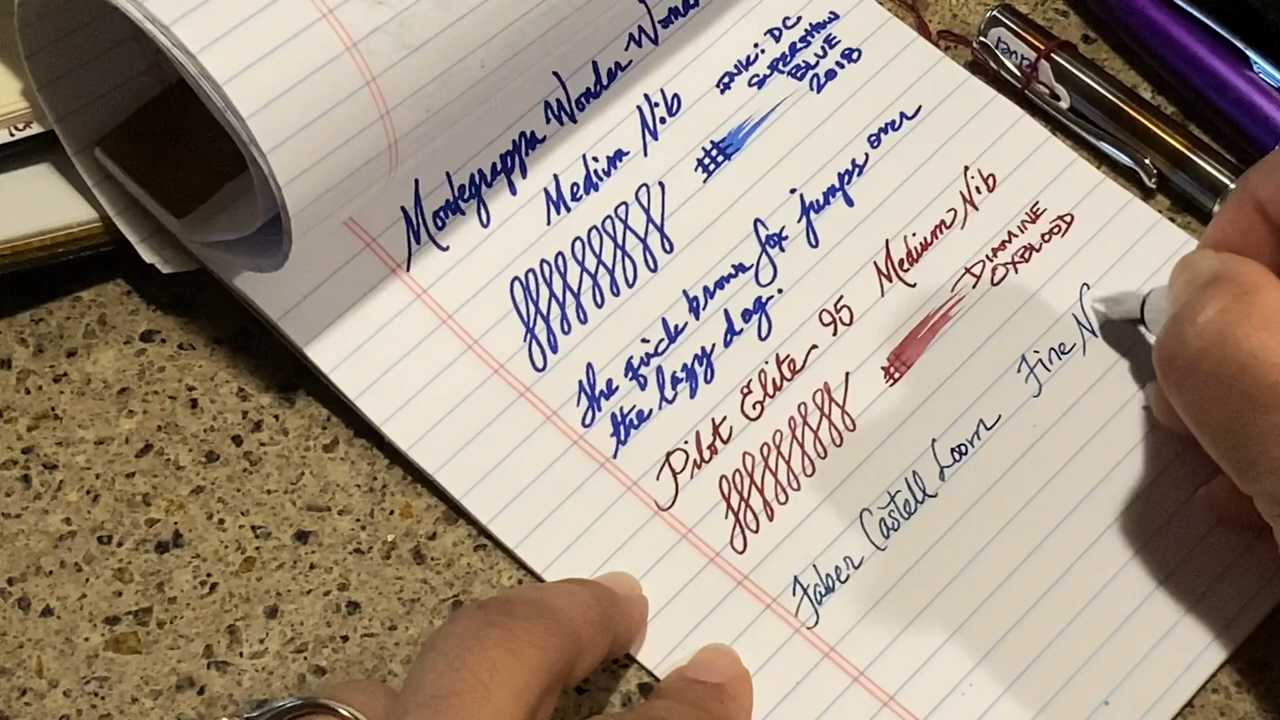 Montegrappa Wonder Woman
Medium Nib
INK: DC
SUPERSHOW
BLUE
2018
The quick brown fox jumps over
the lazy dog.
Pilot Elite 95 Medium Nib
DIAMINE
OXBLOOD
Faber Castell Loom Fine N